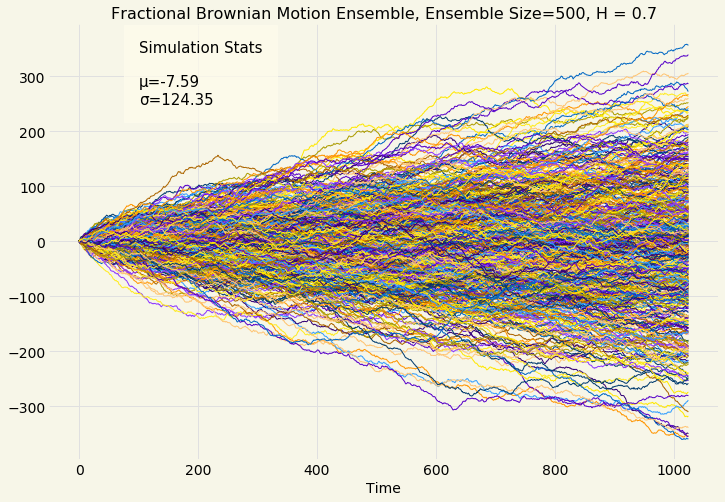 Fractional Brownian Motion Ensemble, Ensemble Size=500, H = 0.7
Simulation Stats
μ=-7.59
σ=124.35
300
200
100
0
−100
−200
−300
0 200 400 600 800 1000
Time